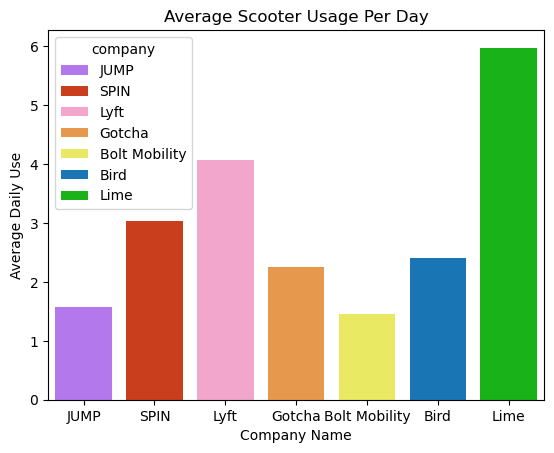 Average Scooter Usage Per Day
company
JUMP
SPIN
Lyft
Gotcha
Bolt Mobility
Bird
Lime
Average Daily Use
6
5
4
3
2
1
0
JUMP SPIN Lyft Gotcha Bolt Mobility Bird Lime
Company Name